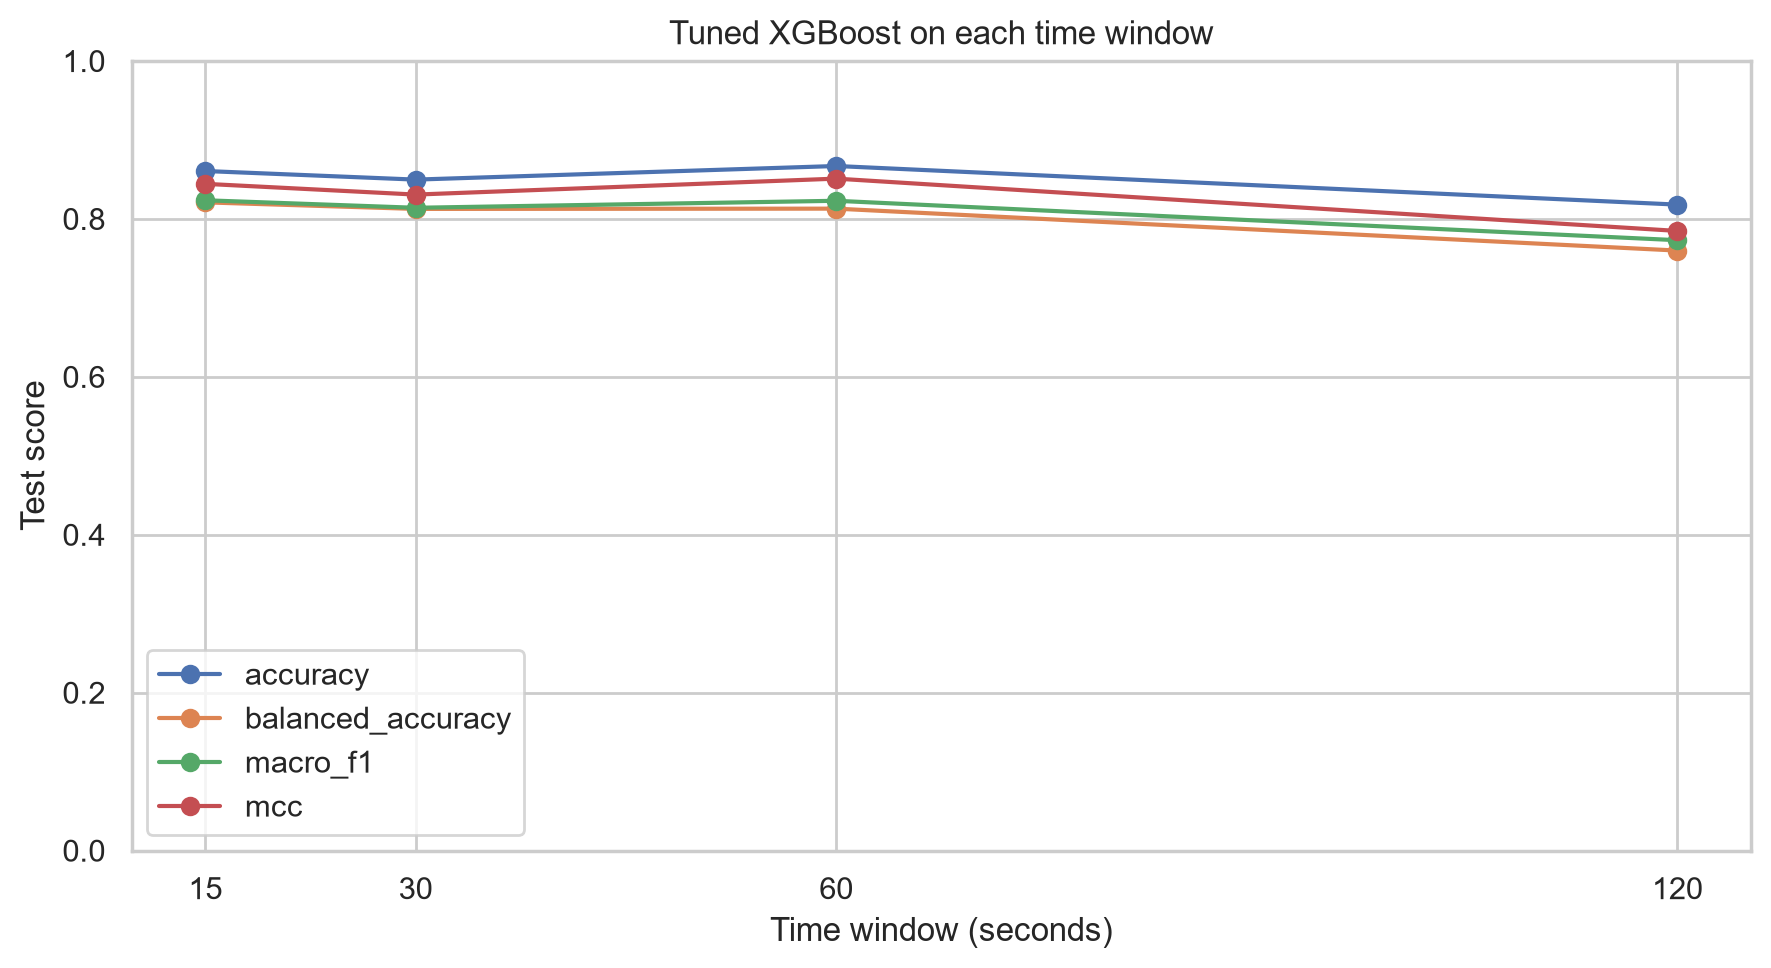 Tuned XGBoost on each time window
1.0
0.8
0.6
0.4
0.2
0.0
Test score
accuracy
balanced_accuracy
macro_f1
mcc
15 30 60 120
Time window (seconds)